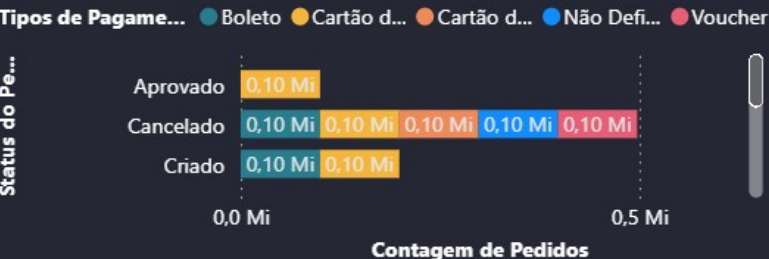 Tipos de Pagame... Boleto Cartão d... Cartão d... Não Defi... Voucher
Status do Pe...
Aprovado 0,10 Mi
Cancelado 0,10 Mi 0,10 Mi 0,10 Mi 0,10 Mi 0,10 Mi
Criado 0,10 Mi 0,10 Mi
0,0 Mi 0,5 Mi
Contagem de Pedidos